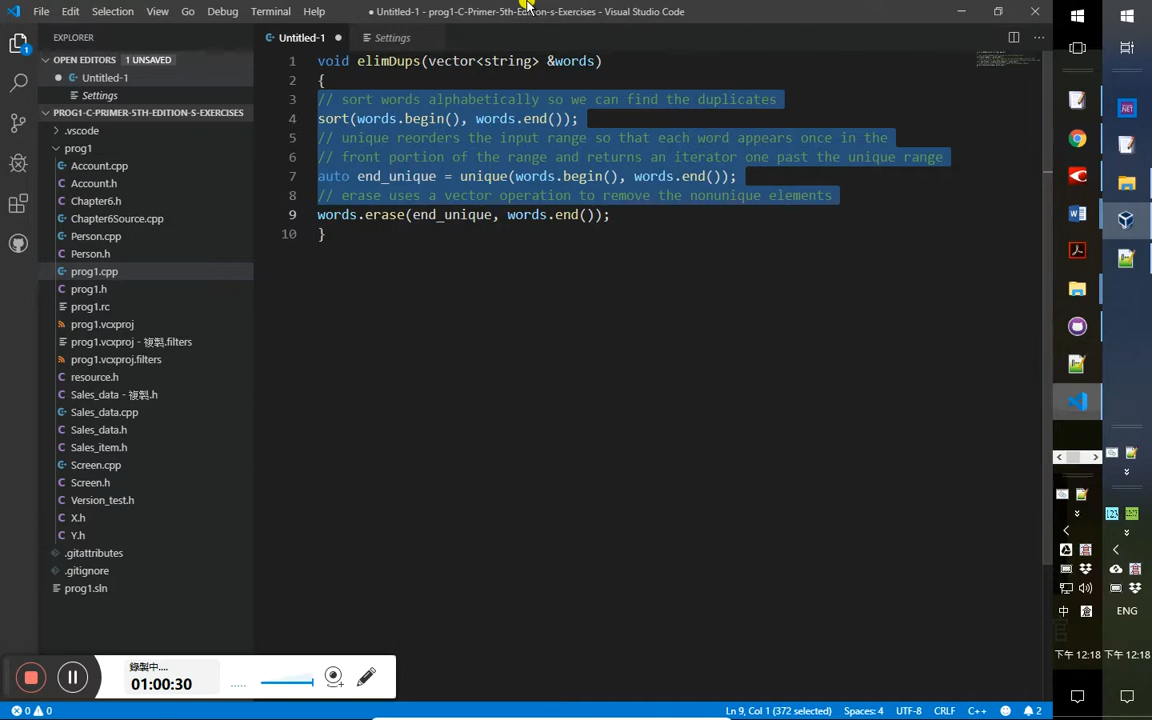 File Edit Selection View Go Debug Terminal Help
● Untitled-1 - prog1-C-Primer-5th-Edition-s-Exercises - Visual Studio Code
EXPLORER
Untitled-1
Settings
OPEN EDITORS 1 UNSAVED
Untitled-1
Settings
PROG1-C-PRIMER-5TH-EDITION-S-EXERCISES
.vscode
prog1
Account.cpp
Account.h
Chapter6.h
Chapter6Source.cpp
Person.cpp
Person.h
prog1.cpp
prog1.h
prog1.rc
prog1.vcxproj
prog1.vcxproj - 複製.filters
prog1.vcxproj.filters
resource.h
Sales_data - 複製.h
Sales_data.cpp
Sales_data.h
Sales_item.h
Screen.cpp
Screen.h
Version_test.h
X.h
Y.h
.gitattributes
.gitignore
prog1.sln
1 void elimDups(vector<string> &words)
2 {
3 // sort words alphabetically so we can find the duplicates
4 sort(words.begin(), words.end());
5 // unique reorders the input range so that each word appears once in the
6 // front portion of the range and returns an iterator one past the unique range
7 auto end_unique = unique(words.begin(), words.end());
8 // erase uses a vector operation to remove the nonunique elements
9 words.erase(end_unique, words.end());
10 }
錄製中....
01:00:30
0 0
Ln 9, Col 1 (372 selected) Spaces: 4 UTF-8 CRLF C++ 2
1
.NET
123
中 倉 ENG
下午 12:18 下午 12:18